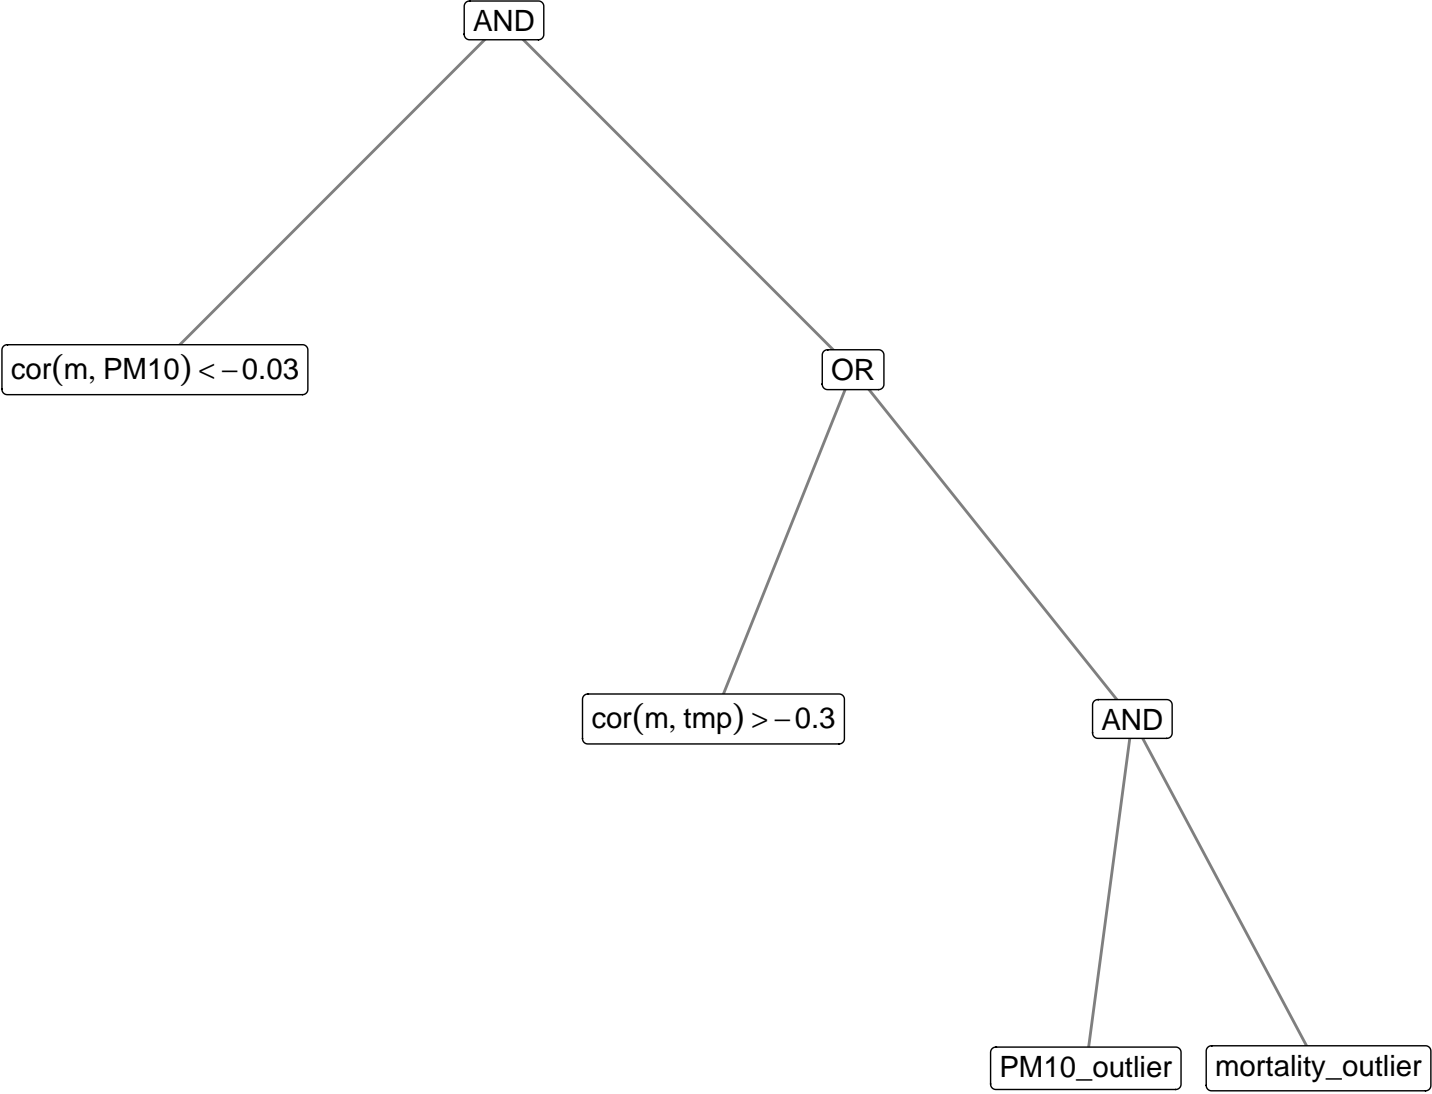 AND
cor(m, PM10) < −0.03
OR
cor(m, tmp) > −0.3
AND
PM10_outlier
mortality_outlier